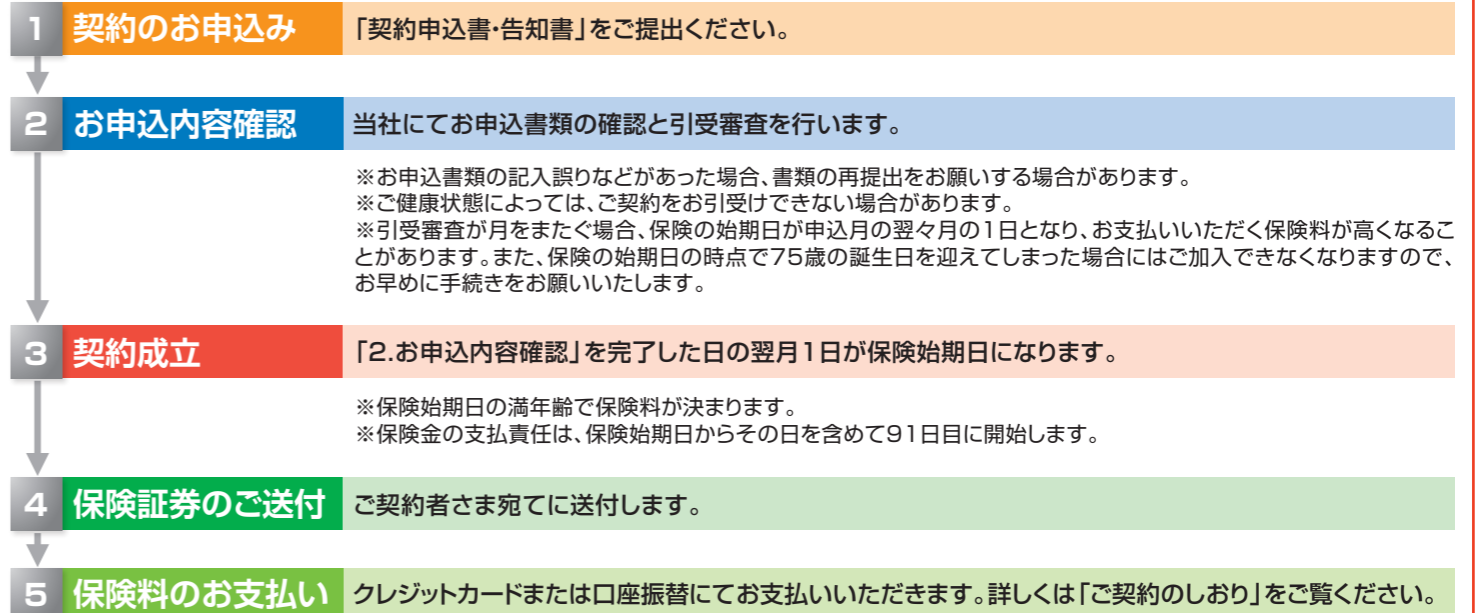 1 契約のお申込み 「契約申込書・告知書」をご提出ください。
2 お申込内容確認 当社にてお申込書類の確認と引受審査を行います。
※お申込書類の記入誤りなどがあった場合、書類の再提出をお願いする場合があります。
※ご健康状態によっては、ご契約をお引受けできない場合があります。
※引受審査が月をまたぐ場合、保険の始期日が申込月の翌々月の1日となり、お支払いいただく保険料が高くなるこ
とがあります。また、保険の始期日の時点で75歳の誕生日を迎えてしまった場合にはご加入できなくなりますので、
お早めに手続きをお願いいたします。
3 契約成立 「2.お申込内容確認」を完了した日の翌月1日が保険始期日になります。
※保険始期日の満年齢で保険料が決まります。
※保険金の支払責任は、保険始期日からその日を含めて91日目に開始します。
4 保険証券のご送付 ご契約者さま宛てに送付します。
5 保険料のお支払い クレジットカードまたは口座振替にてお支払いいただきます。詳しくは「ご契約のしおり」をご覧ください。